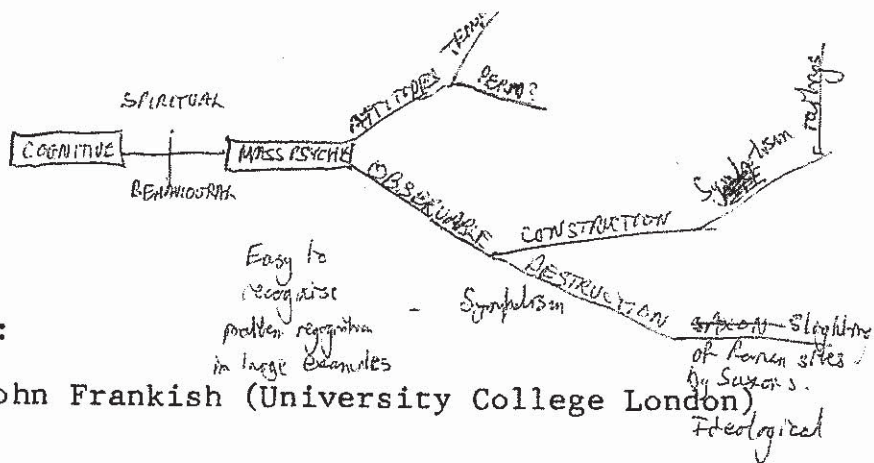 TEMP
ATTITUDES
PERM?
SPIRITUAL
COGNITIVE
MASS PSYCHE
BEHAVIOURAL
OBSERVABLE
CONSTRUCTION
Symbolism
DESTRUCTION
Easy to
recognise
pattern recognition
in large examples
- Symbolism
Slighting
of Roman sites
by Saxons.
Ideological
:
ohn Frankish (University College London)